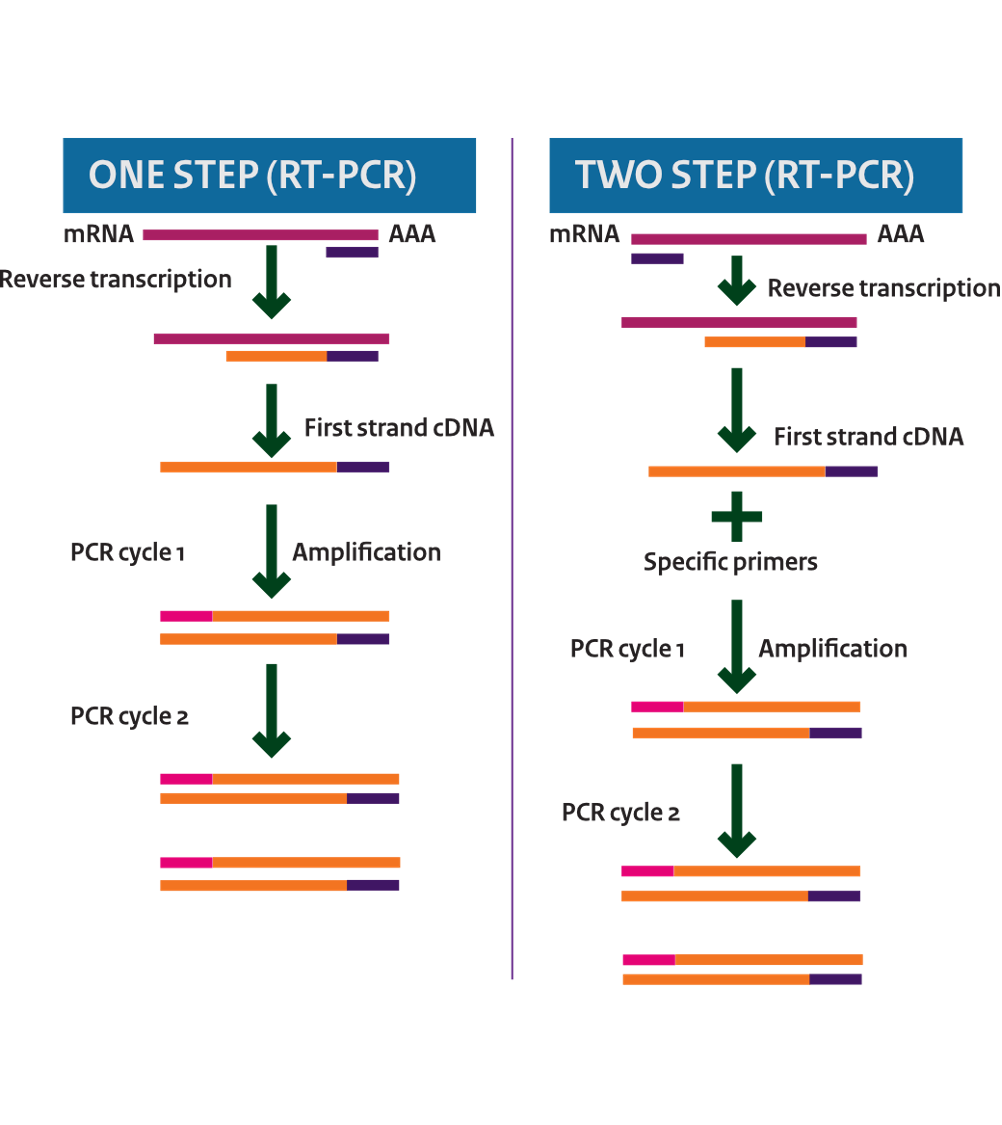 ONE STEP (RT-PCR)
mRNA AAA
Reverse transcription
First strand cDNA
PCR cycle 1 Amplification
PCR cycle 2
TWO STEP (RT-PCR)
mRNA AAA
Reverse transcription
First strand cDNA
Specific primers
PCR cycle 1 Amplification
PCR cycle 2